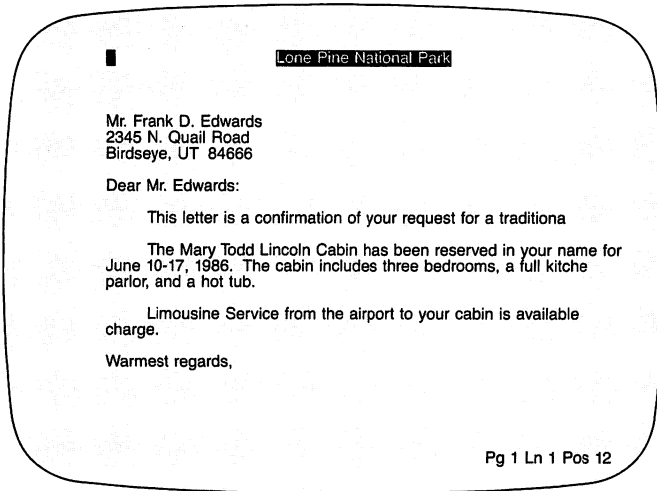 Lone Pine National Park
Mr. Frank D. Edwards
2345 N. Quail Road
Birdseye, UT 84666
Dear Mr. Edwards:
This letter is a confirmation of your request for a traditiona
The Mary Todd Lincoln Cabin has been reserved in your name for
June 10-17, 1986. The cabin includes three bedrooms, a full kitche
parlor, and a hot tub.
Limousine Service from the airport to your cabin is available
charge.
Warmest regards,
Pg 1 Ln 1 Pos 12